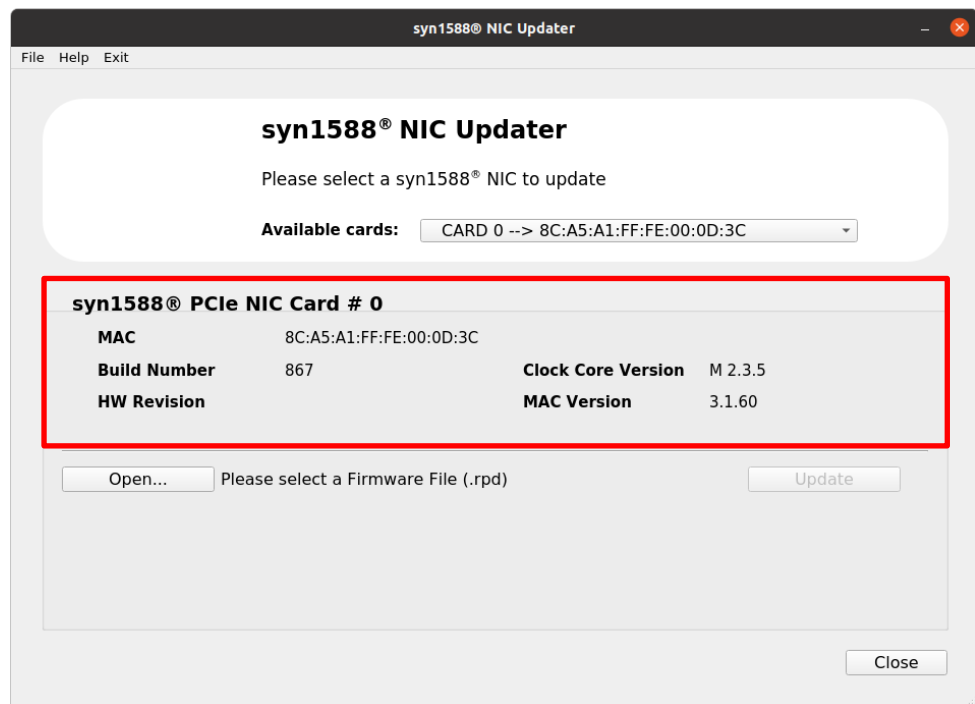 syn1588® NIC Updater
File Help Exit
syn1588® NIC Updater
Please select a syn1588® NIC to update
Available cards: CARD 0 --> 8C:A5:A1:FF:FE:00:0D:3C
syn1588® PCIe NIC Card # 0
MAC 8C:A5:A1:FF:FE:00:0D:3C
Build Number 867 Clock Core Version M 2.3.5
HW Revision MAC Version 3.1.60
Open... Please select a Firmware File (.rpd) Update
Close